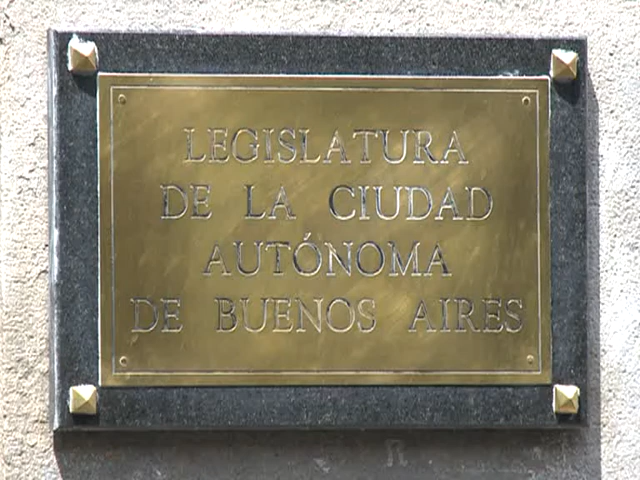 LEGISLATURA
DE LA CIUDAD
AUTÓNOMA
DE BUENOS AIRES